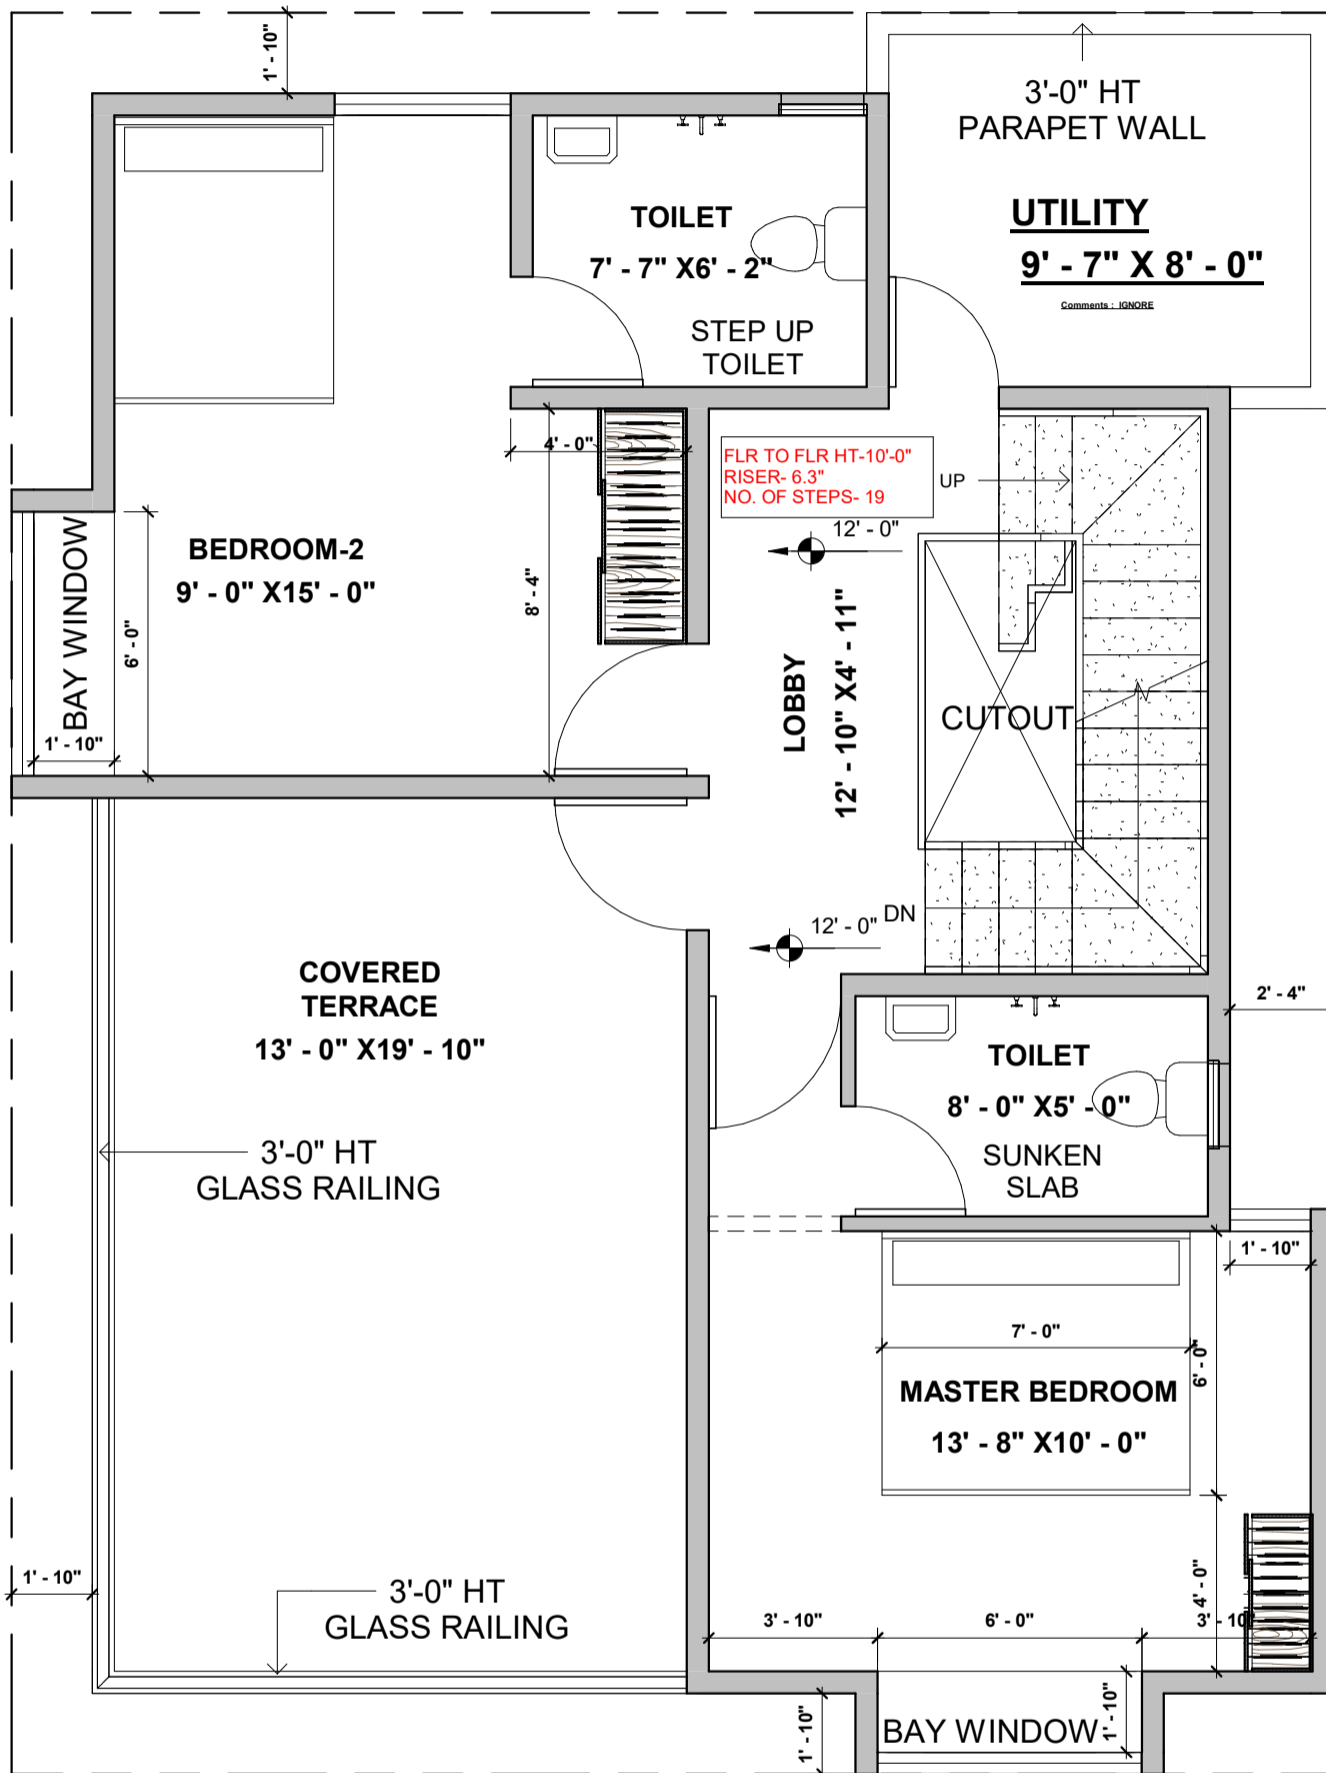 1' - 10"
3'-0" HT
PARAPET WALL
UTILITY
9' - 7" X 8' - 0"
Comments : IGNORE
TOILET
7' - 7" X6' - 2"
STEP UP
TOILET
4' - 0"
FLR TO FLR HT-10'-0"
RISER- 6.3"
NO. OF STEPS- 19
UP
12' - 0"
BEDROOM-2
9' - 0" X15' - 0"
BAY WINDOW
6' - 0"
1' - 10"
8' - 4"
LOBBY
12' - 10" X4' - 11"
CUTOUT
12' - 0"
DN
COVERED
TERRACE
13' - 0" X19' - 10"
2' - 4"
TOILET
8' - 0" X5' - 0"
SUNKEN
SLAB
3'-0" HT
GLASS RAILING
1' - 10"
7' - 0"
6' - 0"
MASTER BEDROOM
13' - 8" X10' - 0"
1' - 10"
3'-0" HT
GLASS RAILING
4' - 0"
3' - 10"
6' - 0"
3' - 10"
1' - 10"
BAY WINDOW
1' - 10"